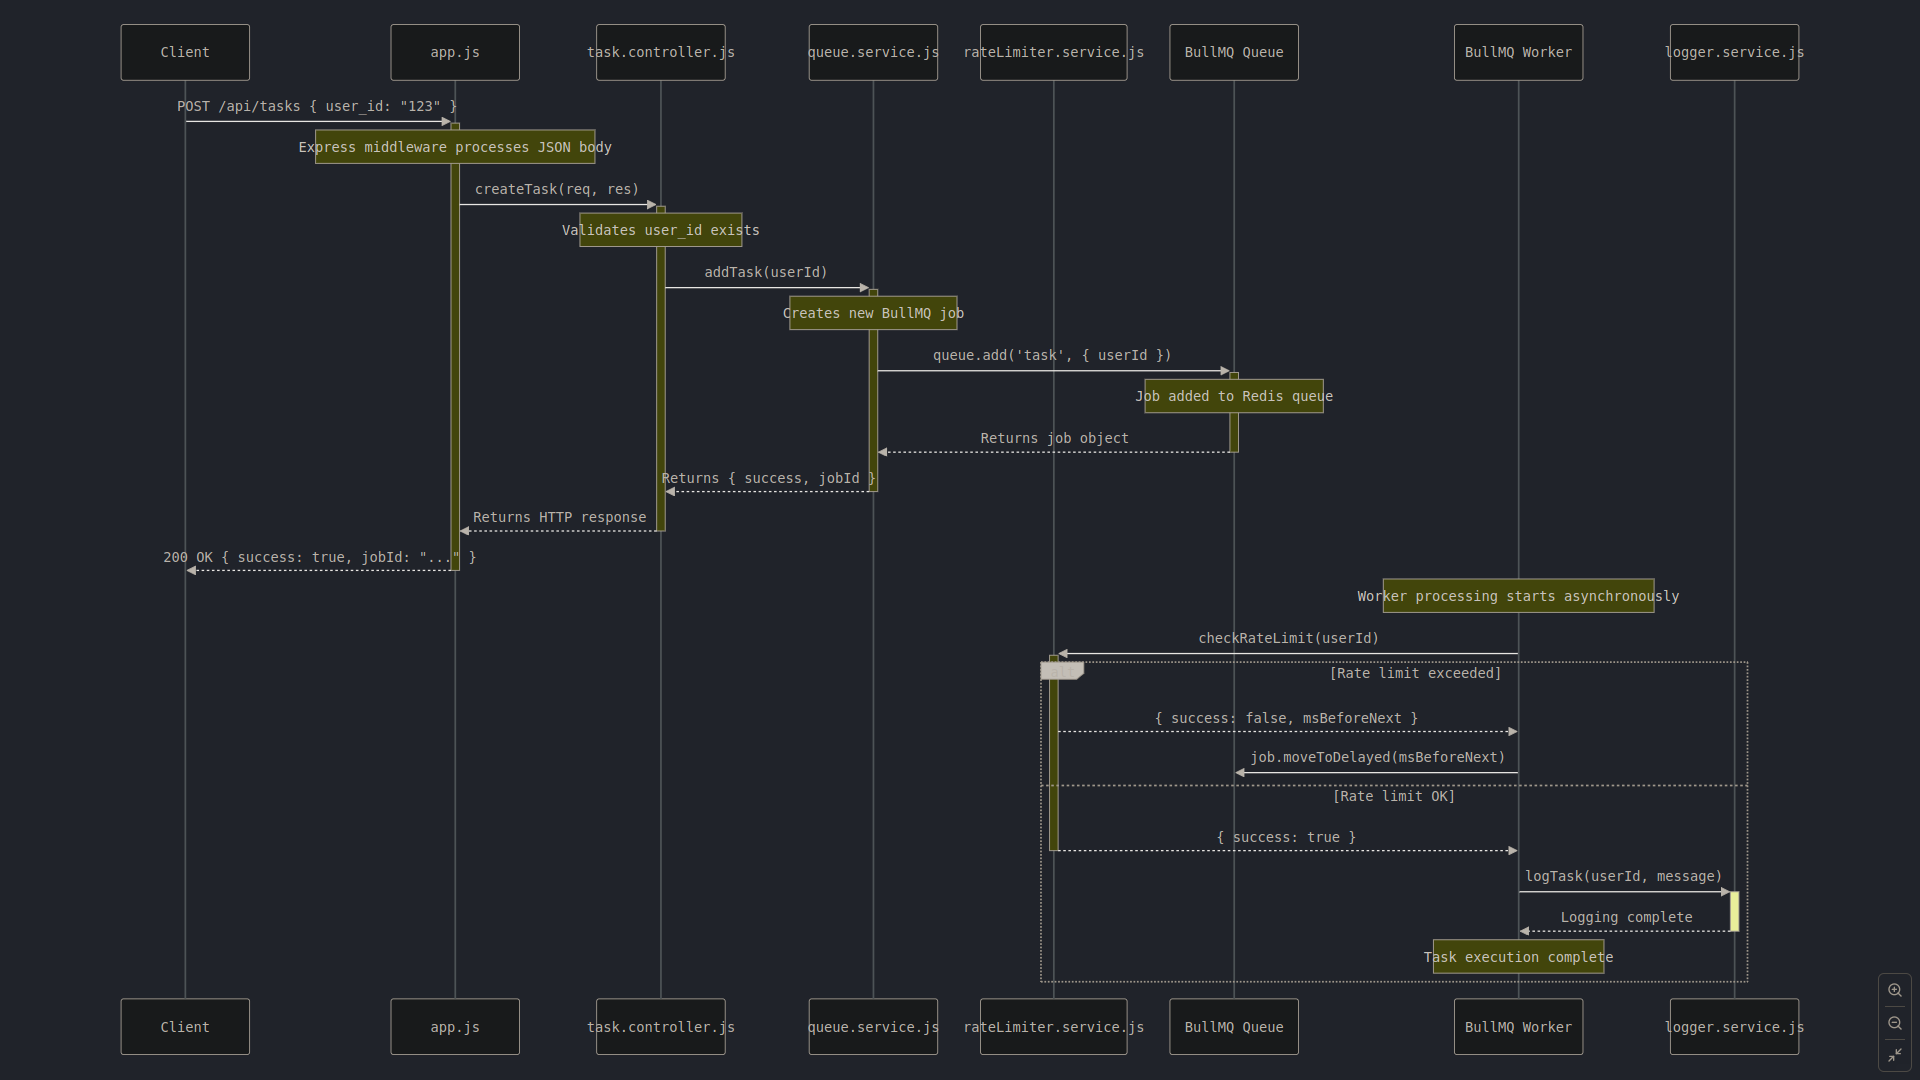 Client
app.js
task.controller.js
queue.service.js
rateLimiter.service.js
BullMQ Queue
BullMQ Worker
logger.service.js
POST /api/tasks { user_id: "123" }
Express middleware processes JSON body
createTask(req, res)
Validates user_id exists
addTask(userId)
Creates new BullMQ job
queue.add('task', { userId })
Job added to Redis queue
Returns job object
Returns { success, jobId }
Returns HTTP response
200 OK { success: true, jobId: "..." }
Worker processing starts asynchronously
checkRateLimit(userId)
[Rate limit exceeded]
{ success: false, msBeforeNext }
job.moveToDelayed(msBeforeNext)
[Rate limit OK]
{ success: true }
logTask(userId, message)
Logging complete
Task execution complete
Client
app.js
task.controller.js
queue.service.js
rateLimiter.service.js
BullMQ Queue
BullMQ Worker
logger.service.js